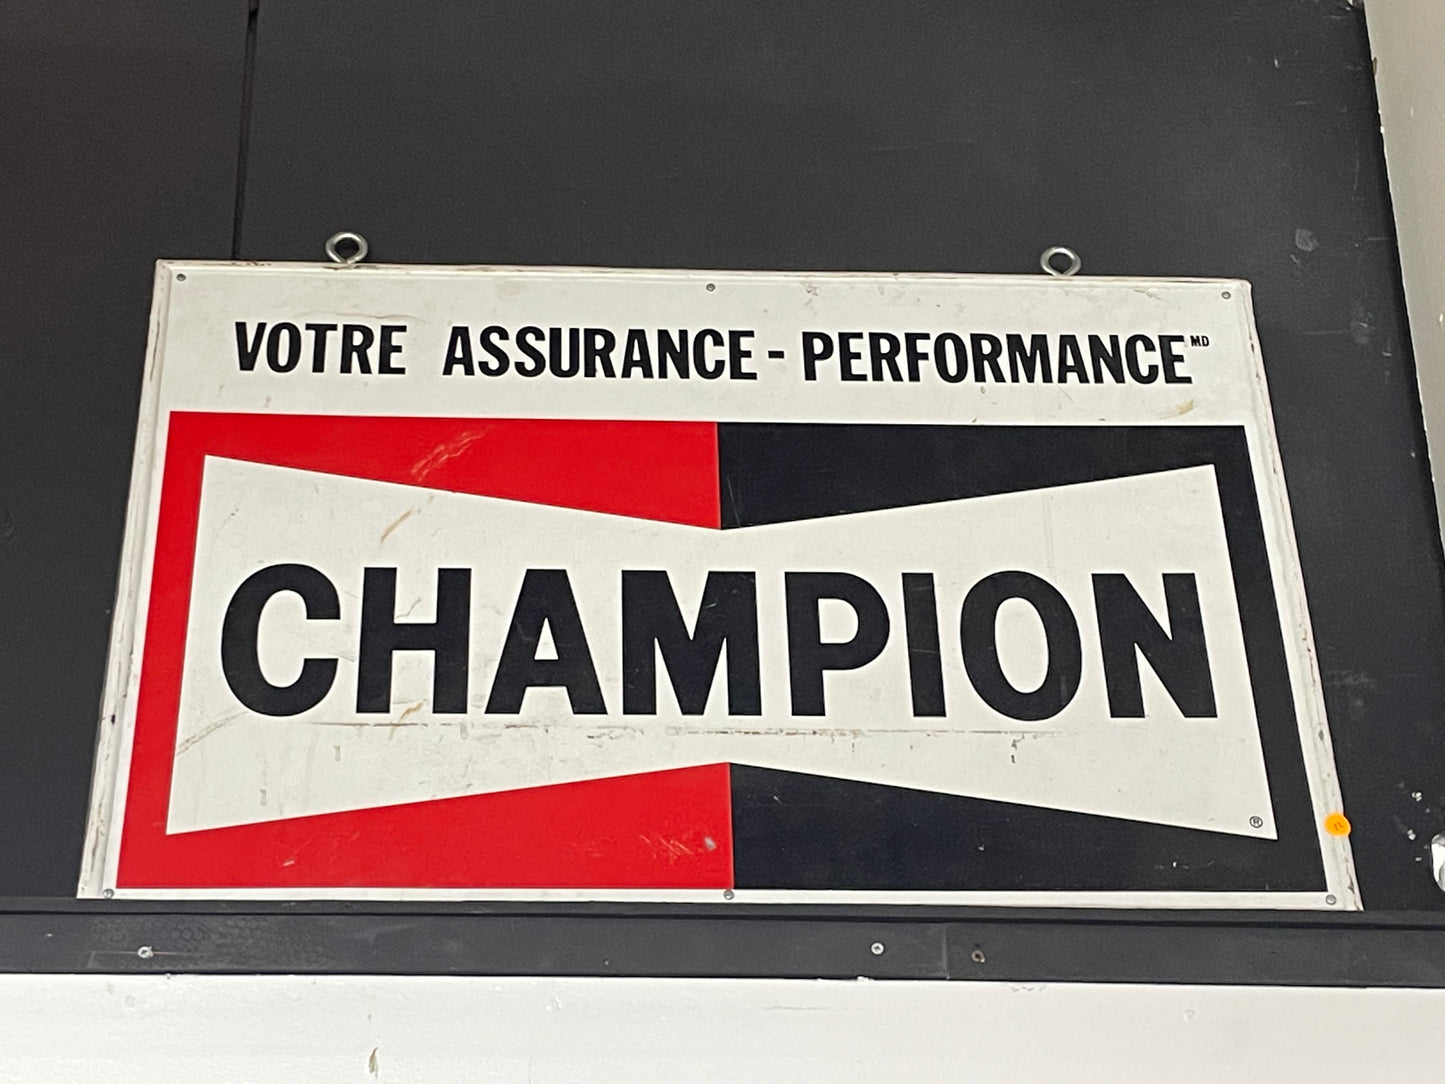 VOTRE ASSURANCE - PERFORMANCE MD
CHAMPION
®